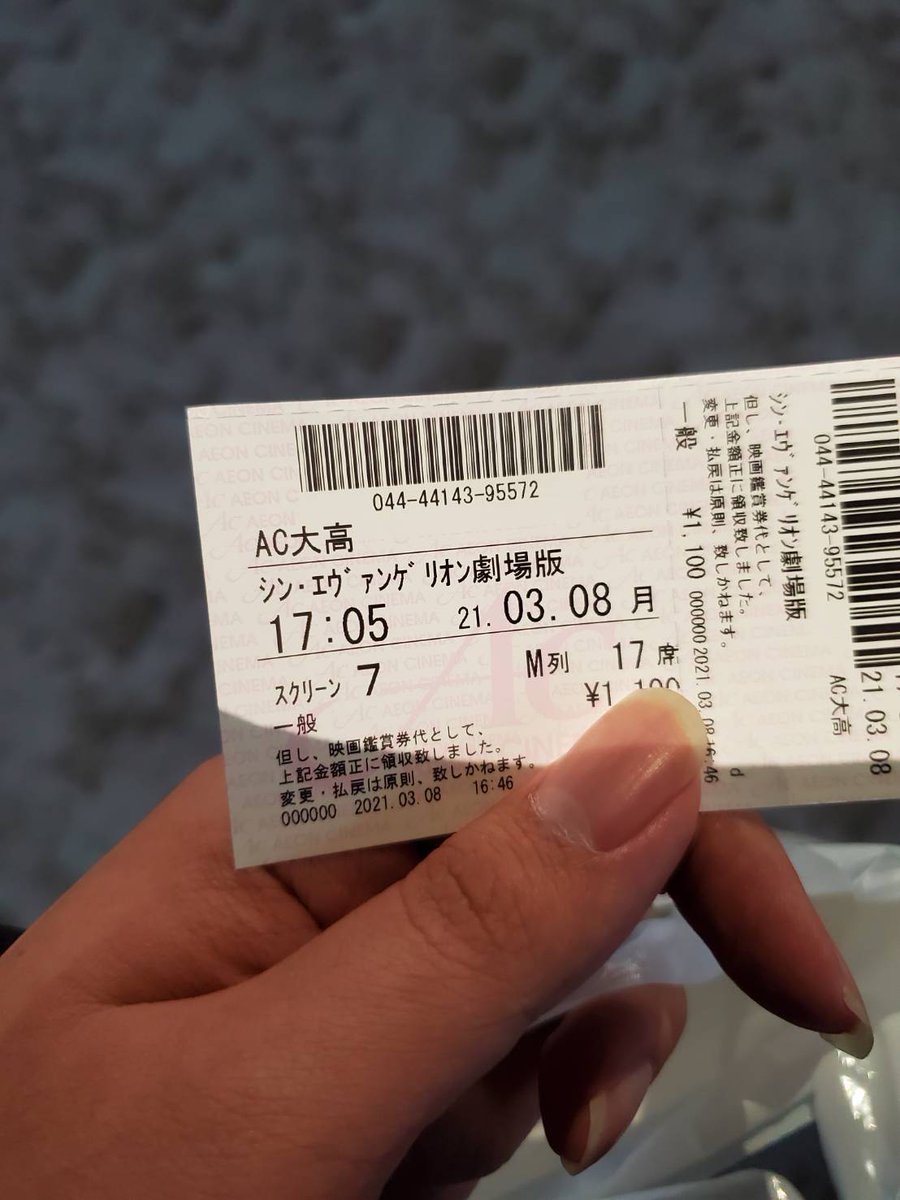 044-44143-95572
AC大高
シン・エヴァンゲリオン劇場版
17:05 21.03.08 月
スクリーン 7 M列 17 席
¥1,100
一般
但し、映画鑑賞券代として、
上記金額正に領収致しました。
変更・払戻は原則、致しかねます。
000000 2021.03.08 16:46
044-44143-95572
シン・エヴァンゲリオン劇場版
但し、映画鑑賞券代として、
上記金額正に領収致しました。
変更・払戻は原則、致しかねます。
一般 ¥1,100 000000 2021.03.08 16:46
AC大高
21.03.08
AEON CINEMA